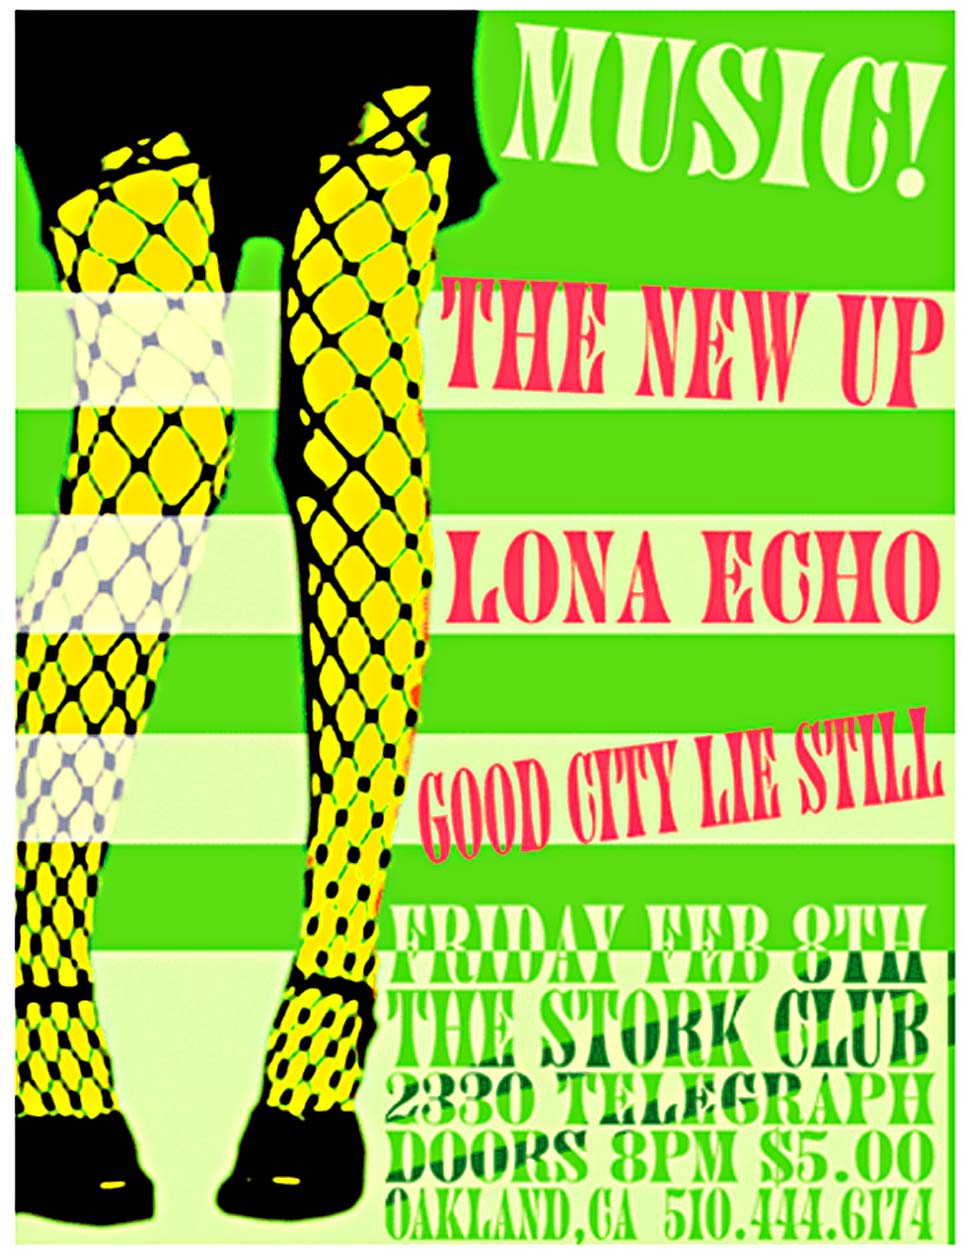 MUSIC!
THE NEW UP
LONA ECHO
GOOD CITY LIE STILL
FRIDAY FEB 8TH
THE STORK CLUB
2330 TELEGRAPH
DOORS 8PM $5.00
OAKLAND,CA 510.444.6174